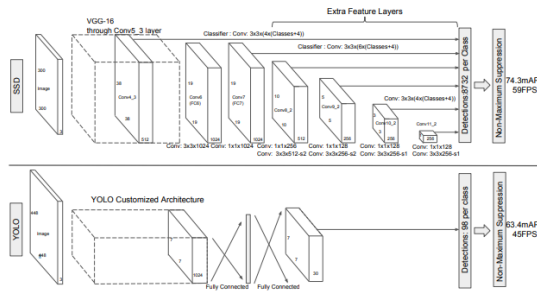 VGG-16
through Conv5_3 layer
Extra Feature Layers
Classifier : Conv: 3x3x(4x(Classes+4))
Classifier : Conv: 3x3x(6x(Classes+4))
SSD
300
Image
300
3
38
Conv4_3
38
512
19
Conv6
(FC6)
19
1024
19
Conv7
(FC7)
19
1024
10
Conv8_2
10
512
5
Conv9_2
5
256
Conv: 3x3x(4x(Classes+4))
3
Conv10_2
3
256
Conv11_2
256
Conv: 3x3x1024
Conv: 1x1x1024
Conv: 1x1x256
Conv: 3x3x512-s2
Conv: 1x1x128
Conv: 3x3x256-s2
Conv: 1x1x128
Conv: 3x3x256-s1
Conv: 1x1x128
Conv: 3x3x256-s1
Detections:8732 per Class
Non-Maximum Suppression
74.3mAP
59FPS
YOLO
YOLO Customized Architecture
448
Image
448
3
7
7
1024
Fully Connected
Fully Connected
7
7
30
Detections: 98 per class
Non-Maximum Suppression
63.4mAP
45FPS